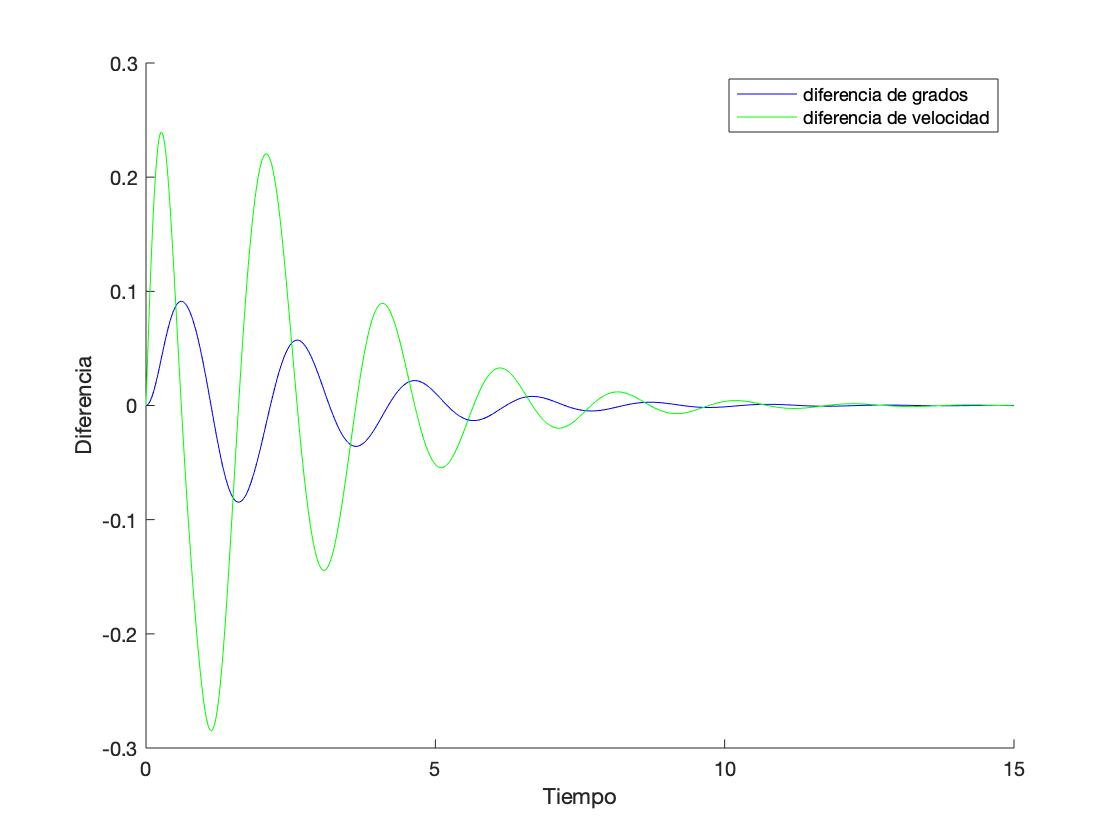 0.3
0.2
0.1
0
-0.1
-0.2
-0.3
Diferencia
diferencia de grados
diferencia de velocidad
0
5
10
15
Tiempo